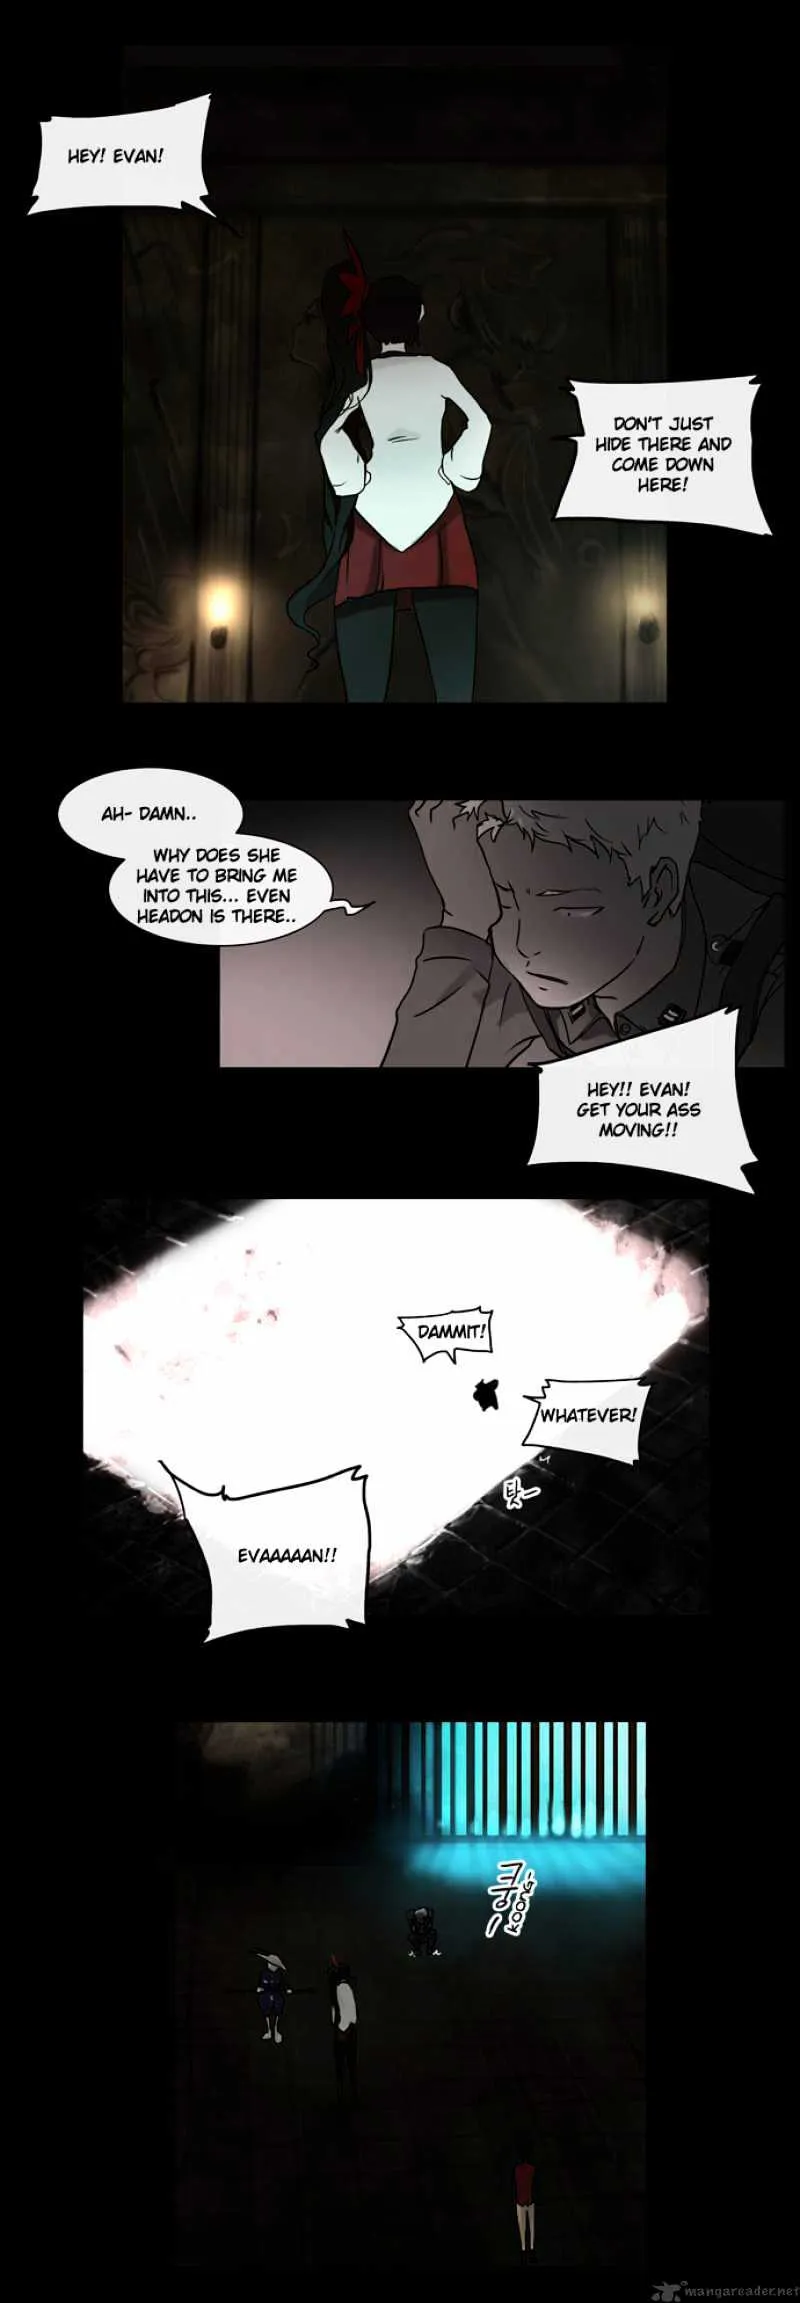 HEY! EVAN!
DON'T JUST
HIDE THERE AND
COME DOWN
HERE!
AH- DAMN..
WHY DOES SHE
HAVE TO BRING ME
INTO THIS... EVEN
HEADON IS THERE..
HEY!! EVAN!
GET YOUR ASS
MOVING!!
DAMMIT!
WHATEVER!
탓-
EVAAAAAN!!
쿵-
KOONG-
mangareader.net